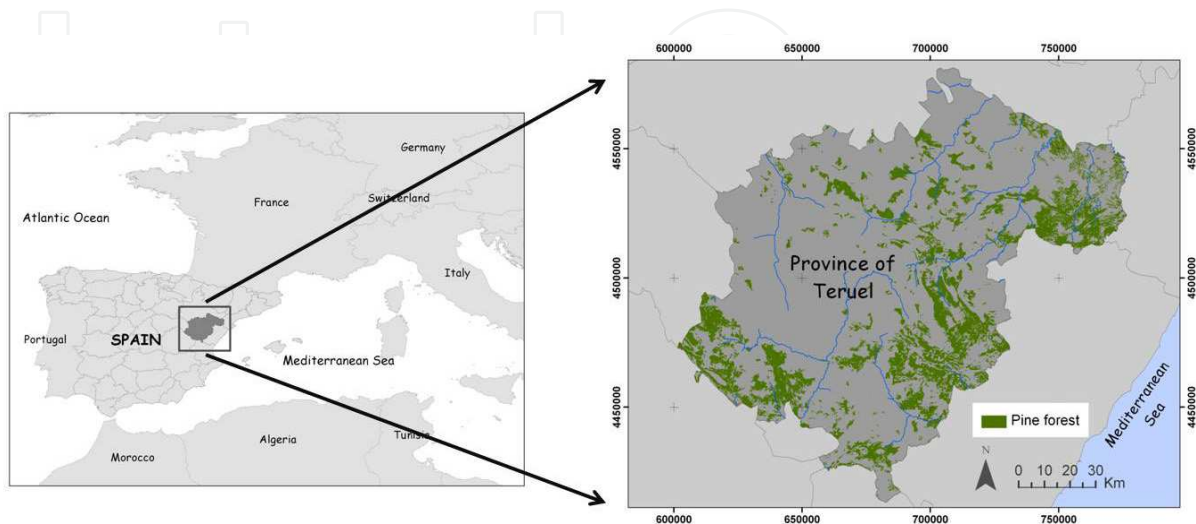 Germany
France
Switzerland
Atlantic Ocean
Italy
Portugal
SPAIN
Mediterranean Sea
Algeria
Tunisia
Morocco
600000
650000
700000
750000
4550000
4550000
Province of
Teruel
4500000
4500000
4450000
4450000
Pine forest
Mediterranean
Sea
N
0 10 20 30
Km
600000
650000
700000
750000